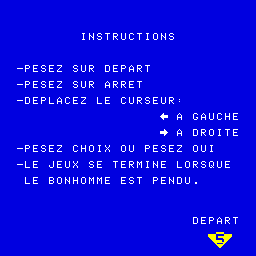 INSTRUCTIONS
-PESEZ SUR DEPART
-PESEZ SUR ARRET
-DEPLACEZ LE CURSEUR:
← A GAUCHE
→ A DROITE
-PESEZ CHOIX OU PESEZ OUI
-LE JEUX SE TERMINE LORSQUE
LE BONHOMME EST PENDU.
DEPART
5